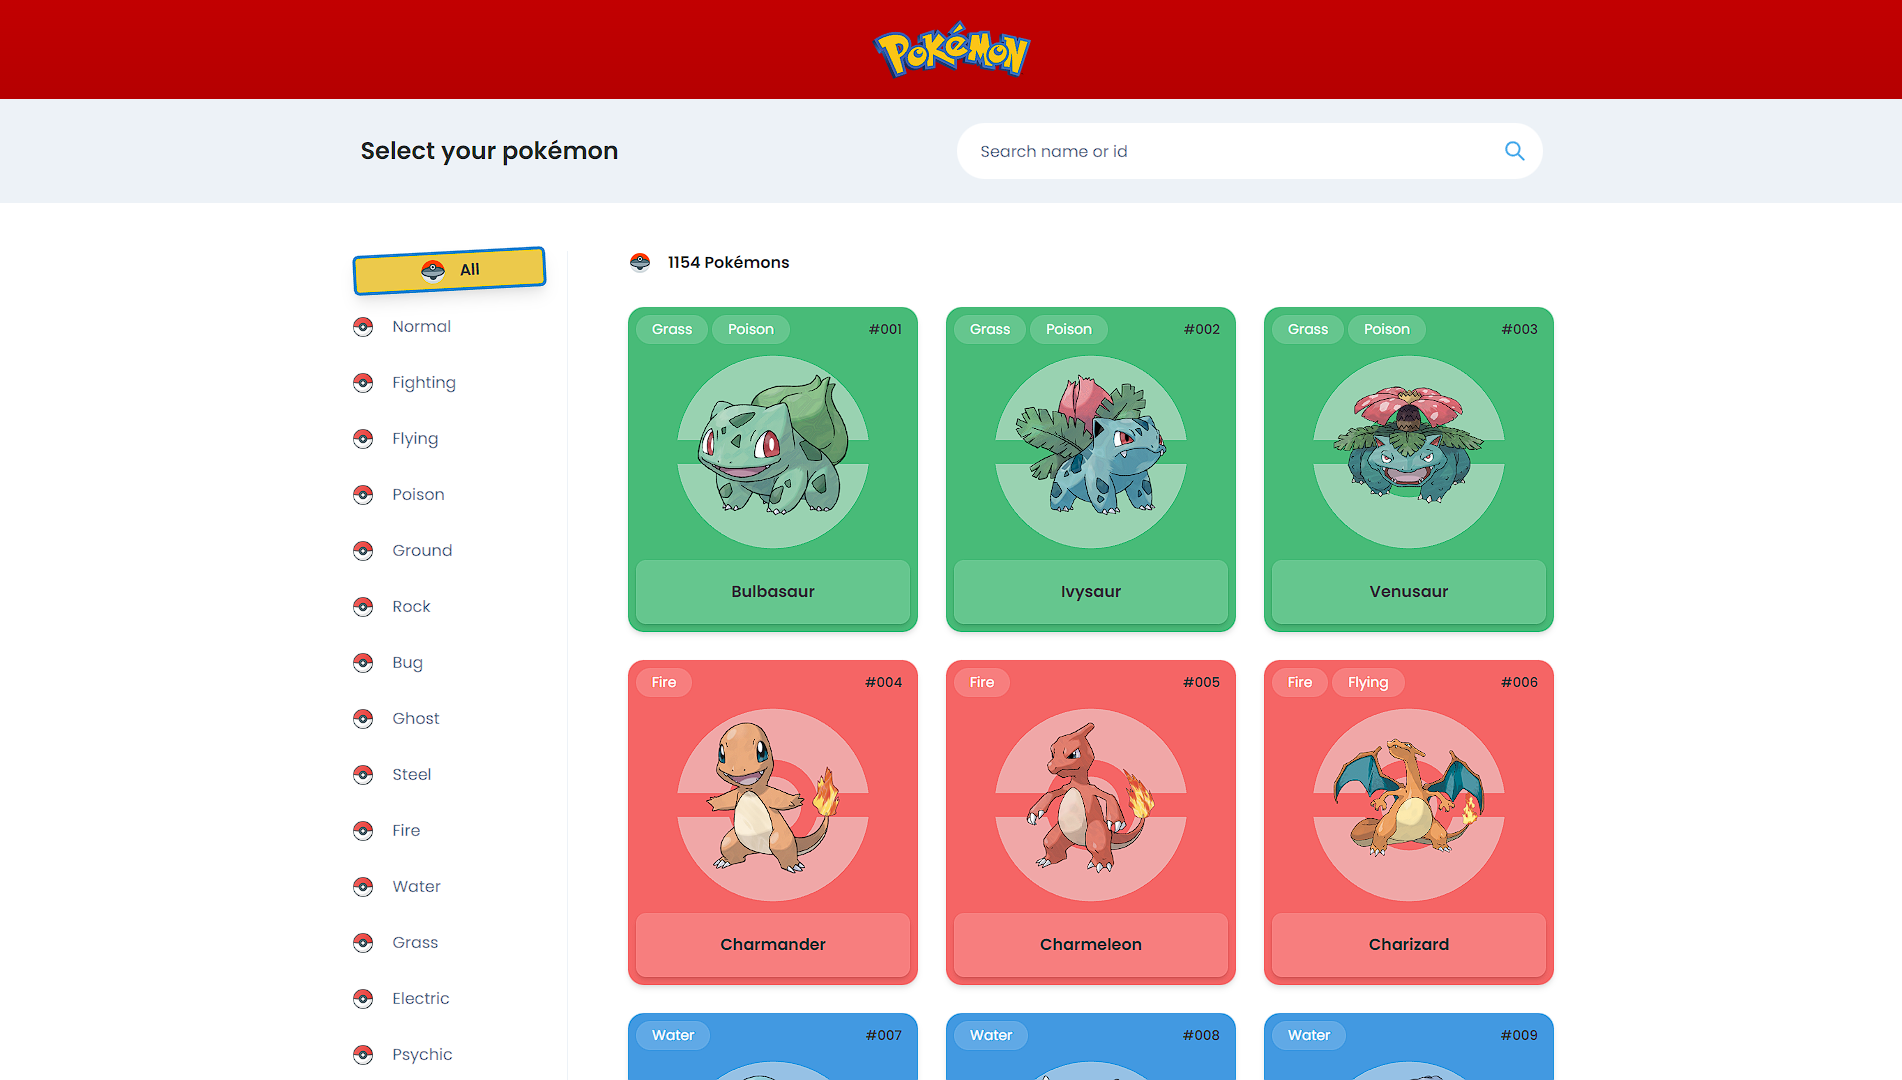 Pokémon
Select your pokémon
Search name or id
All
Normal
Fighting
Flying
Poison
Ground
Rock
Bug
Ghost
Steel
Fire
Water
Grass
Electric
Psychic
1154 Pokémons
Grass Poison #001
Bulbasaur
Grass Poison #002
Ivysaur
Grass Poison #003
Venusaur
Fire #004
Charmander
Fire #005
Charmeleon
Fire Flying #006
Charizard
Water #007
Water #008
Water #009